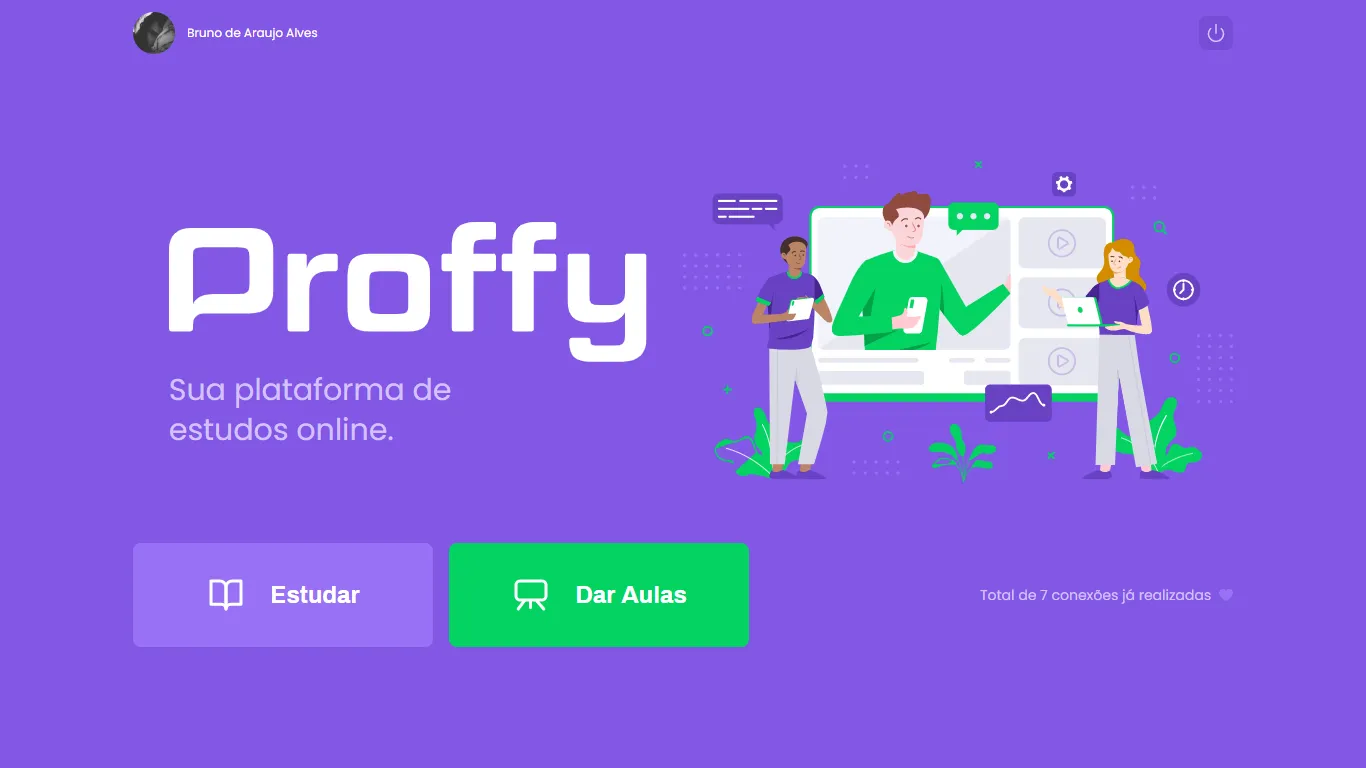 Bruno de Araujo Alves
Proffy
Sua plataforma de
estudos online.
Estudar
Dar Aulas
Total de 7 conexões já realizadas